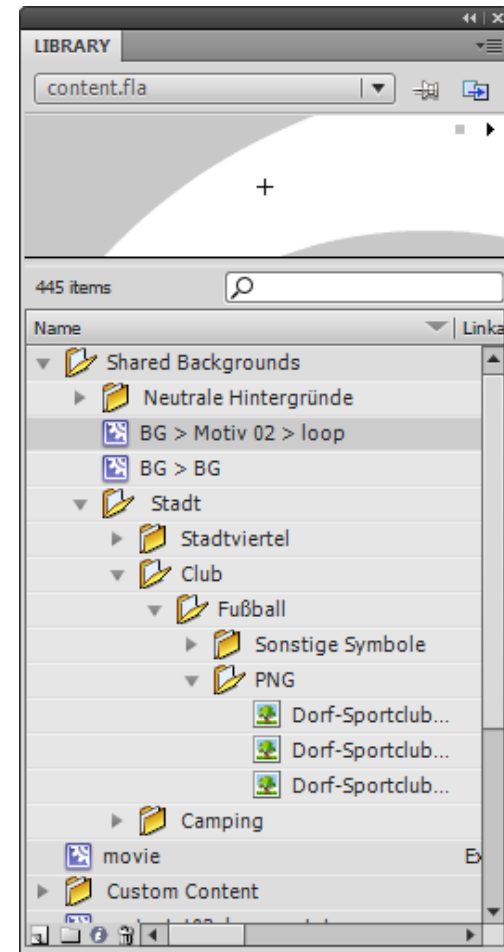 LIBRARY
content.fla
445 items
Name Linka
Shared Backgrounds
Neutrale Hintergründe
BG > Motiv 02 > loop
BG > BG
Stadt
Stadtviertel
Club
Fußball
Sonstige Symbole
PNG
Dorf-Sportclub...
Dorf-Sportclub...
Dorf-Sportclub...
Camping
movie Ex
Custom Content